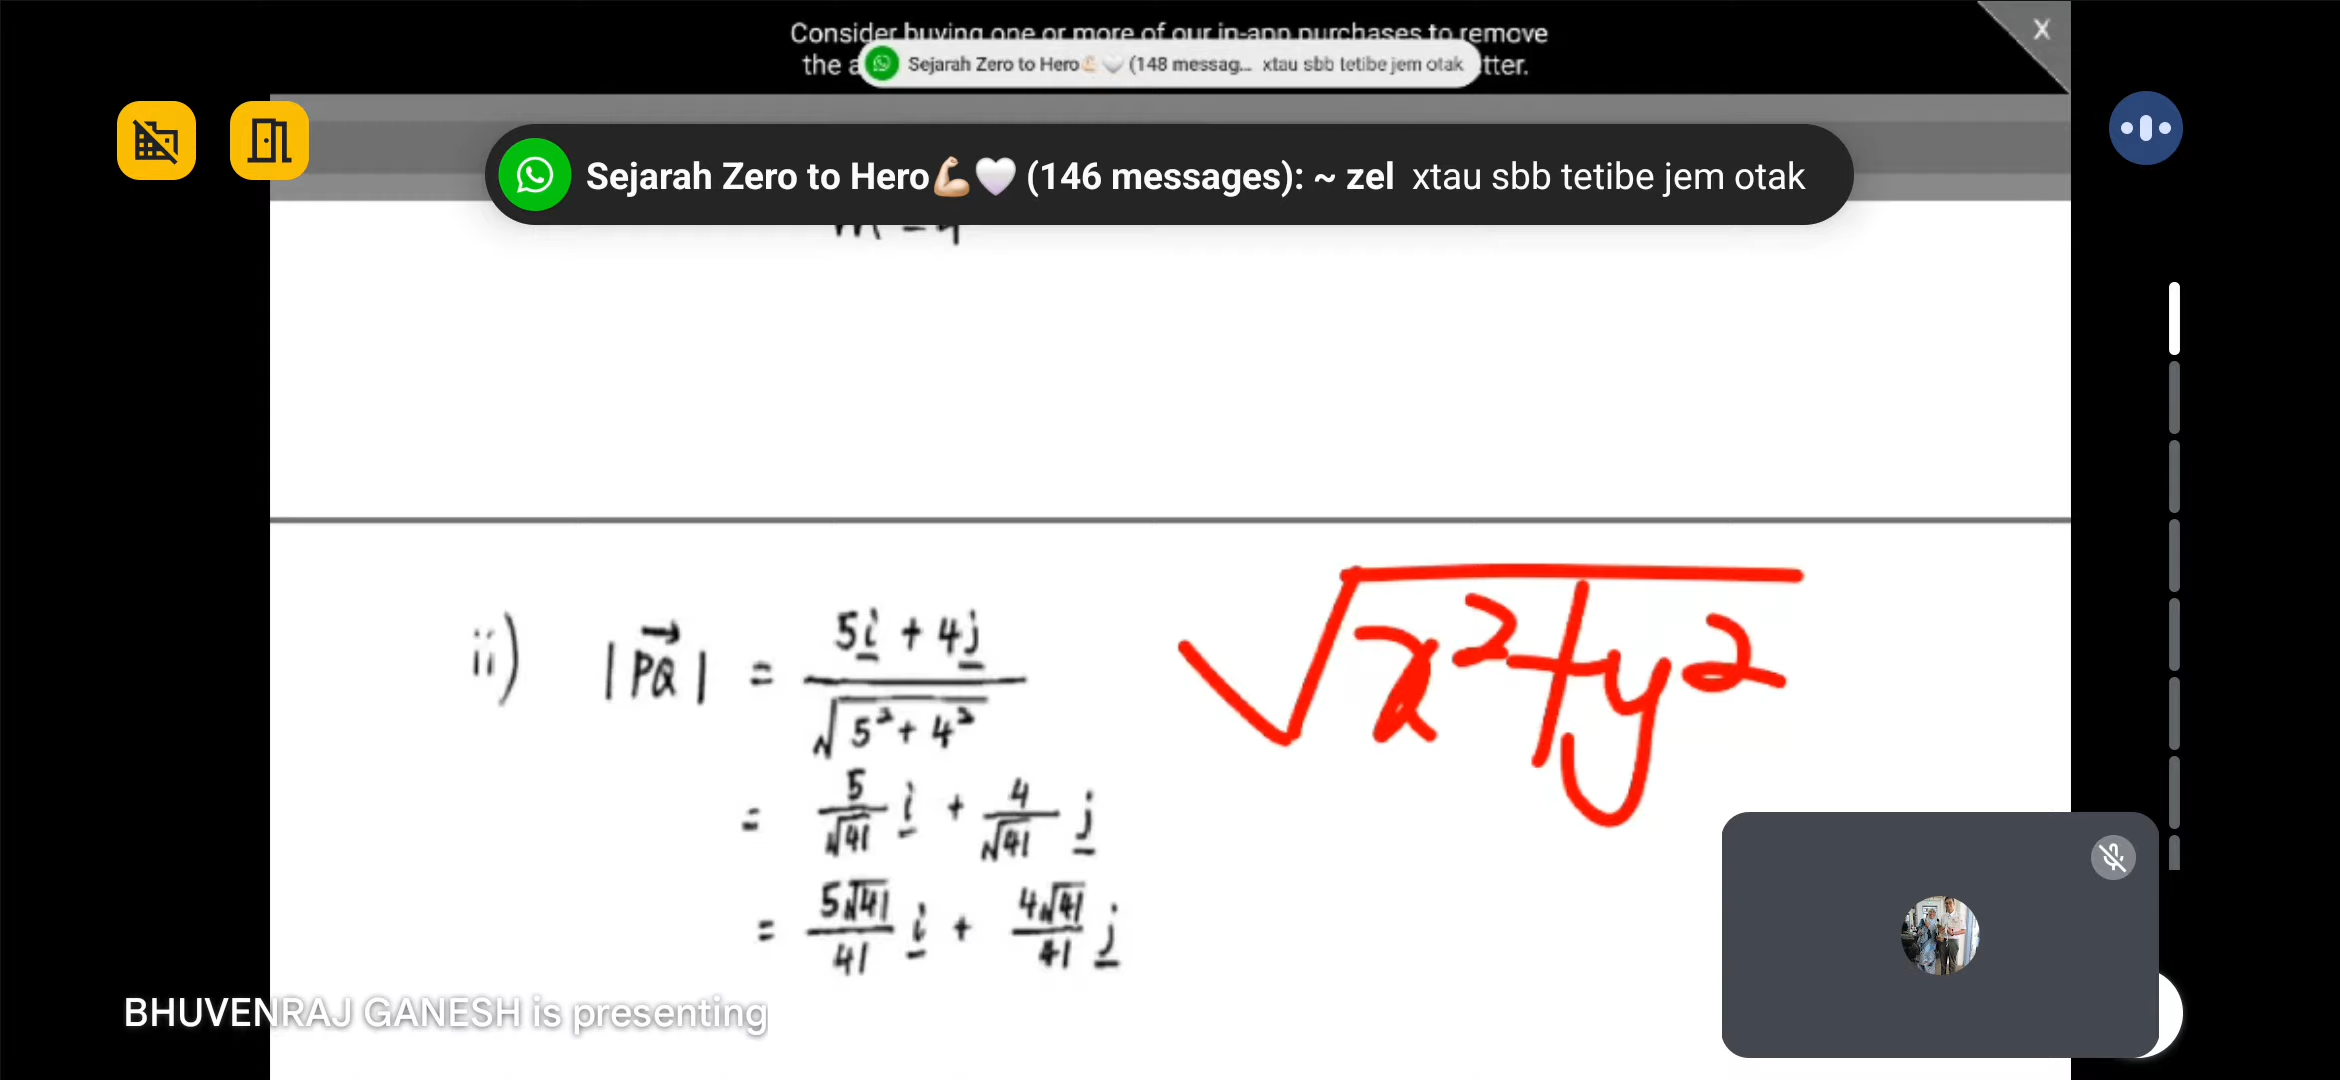 Consider buying one or more of our in-app purchases to remove
the a
tter.
X
Sejarah Zero to Hero💪🏻🤍 (148 messag... xtau sbb tetibe jem otak
Sejarah Zero to Hero💪🏻🤍 (146 messages): ~ zel xtau sbb tetibe jem otak
ii) |PQ| = (5i + 4j) / √(5² + 4²)
√(x²+y²)
= 5/√41 i + 4/√41 j
= 5√41/41 i + 4√41/41 j
BHUVENRAJ GANESH is presenting